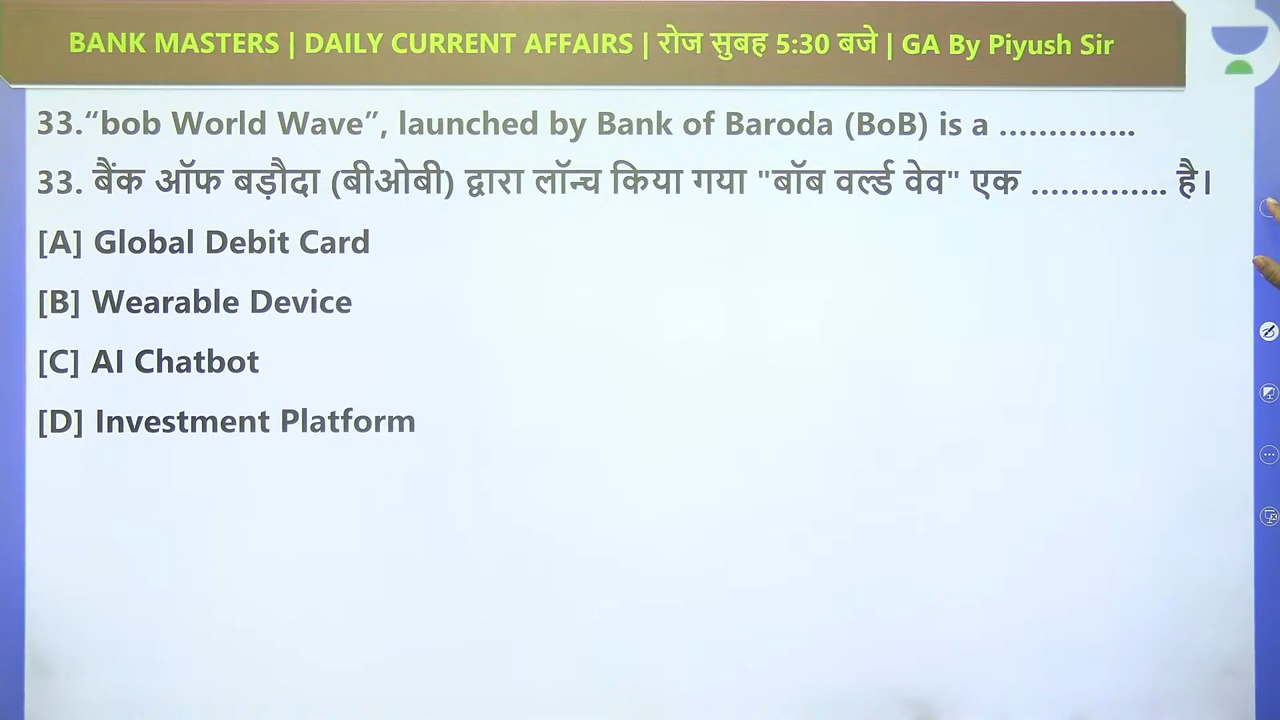 BANK MASTERS | DAILY CURRENT AFFAIRS | रोज सुबह 5:30 बजे | GA By Piyush Sir
33.“bob World Wave”, launched by Bank of Baroda (BoB) is a ..............
33. बैंक ऑफ बड़ौदा (बीओबी) द्वारा लॉन्च किया गया "बॉब वर्ल्ड वेव" एक .............. है।
[A] Global Debit Card
[B] Wearable Device
[C] AI Chatbot
[D] Investment Platform